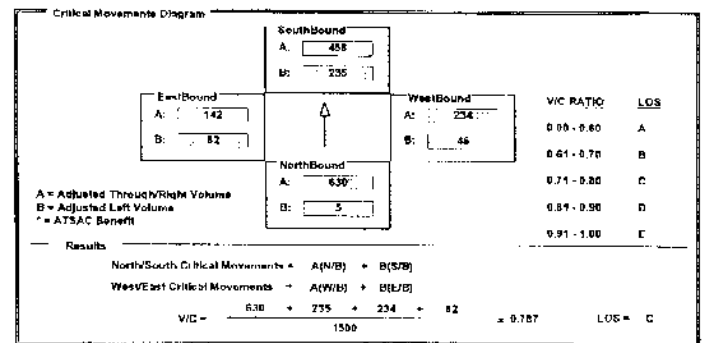 Critical Movements Diagram
SouthBound
A: 458
B: 235
EastBound
A: 142
B: 82
WestBound
A: 234
B: 46
V/C RATIO LOS
0.00 - 0.60 A
0.61 - 0.70 B
0.71 - 0.80 C
0.81 - 0.90 D
0.91 - 1.00 E
NorthBound
A: 630
B: 5
A = Adjusted Through/Right Volume
B = Adjusted Left Volume
* = ATSAC Benefit
Results
North/South Critical Movements = A(N/B) + B(S/B)
West/East Critical Movements = A(W/B) + B(E/B)
V/C = 630 + 235 + 234 + 82 = 0.787 LOS = C
1500